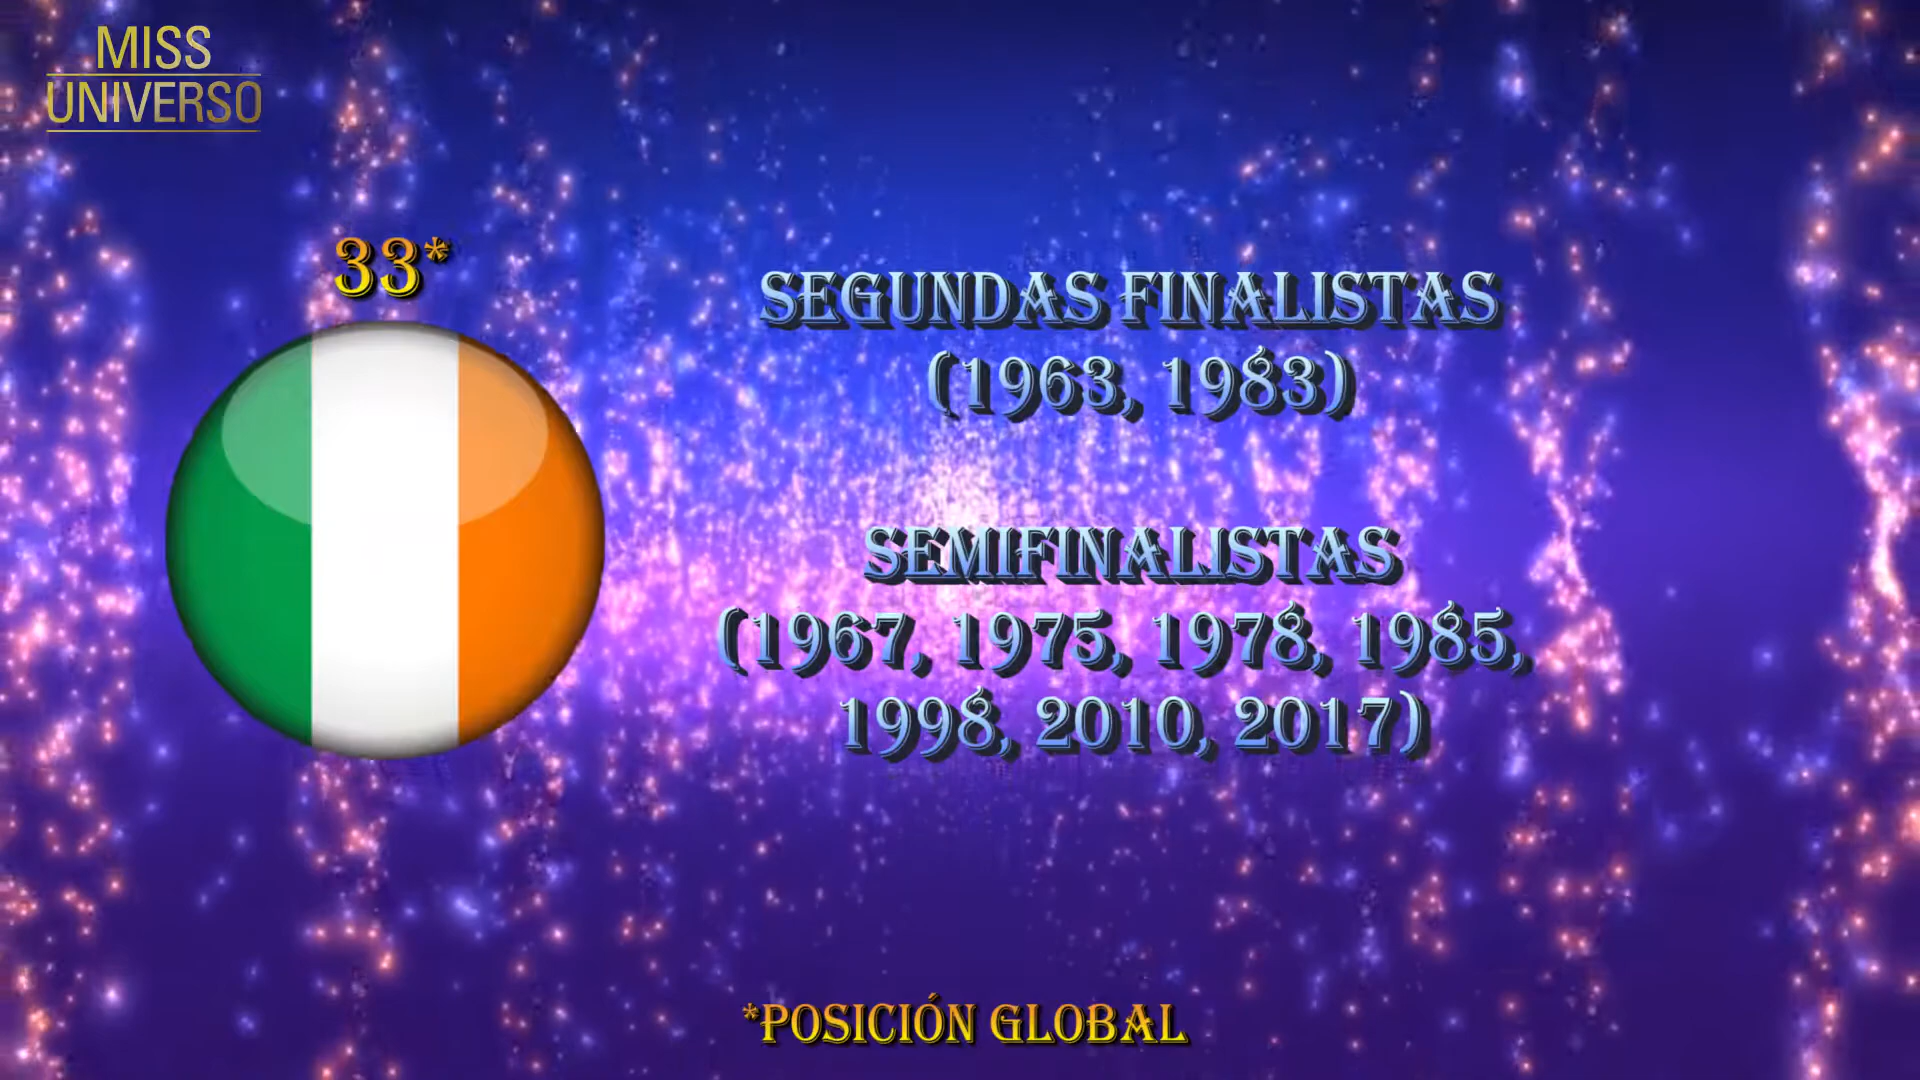 MISS
UNIVERSO
33*
SEGUNDAS FINALISTAS
(1963, 1983)
SEMIFINALISTAS
(1967, 1975, 1978, 1985,
1998, 2010, 2017)
*POSICIÓN GLOBAL